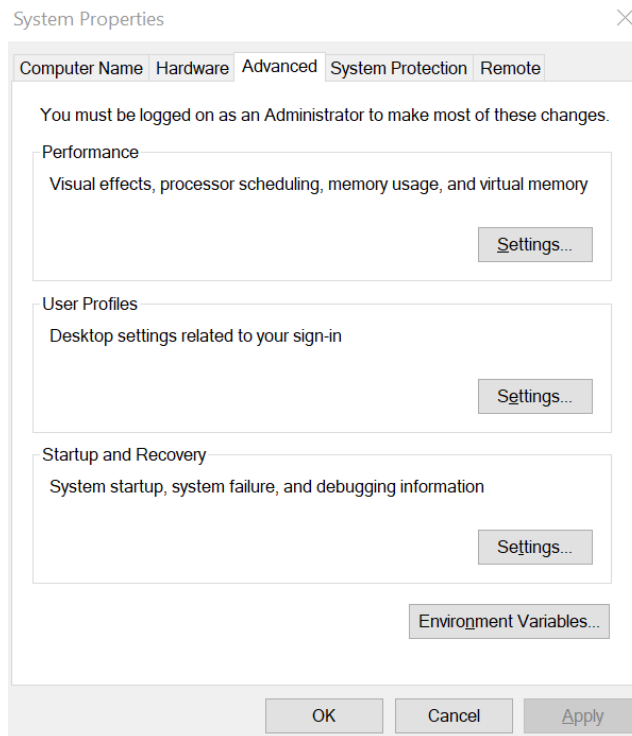 System Properties
Computer Name Hardware Advanced System Protection Remote
You must be logged on as an Administrator to make most of these changes.
Performance
Visual effects, processor scheduling, memory usage, and virtual memory
Settings...
User Profiles
Desktop settings related to your sign-in
Settings...
Startup and Recovery
System startup, system failure, and debugging information
Settings...
Environment Variables...
OK Cancel Apply